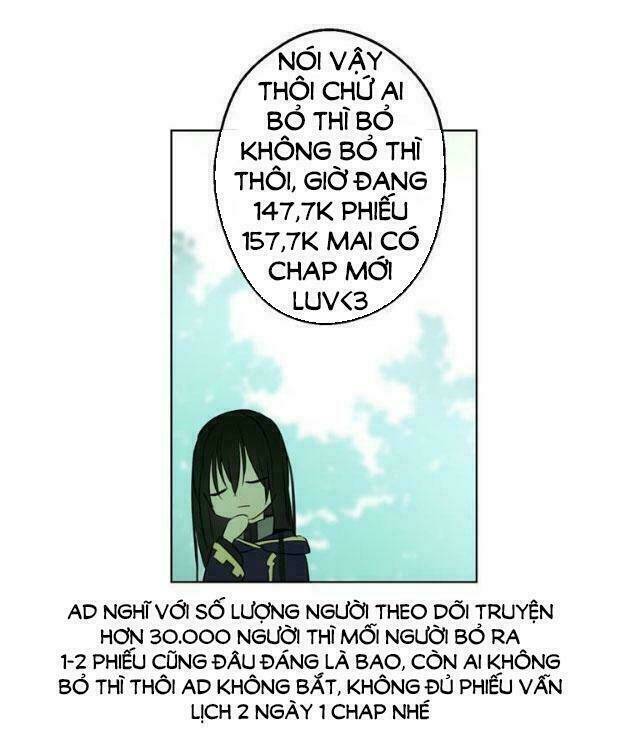 NÓI VẬY
THÔI CHỨ AI
BỎ THÌ BỎ
KHÔNG BỎ THÌ
THÔI, GIỜ ĐANG
147,7K PHIẾU
157,7K MAI CÓ
CHAP MỚI
LUV<3
AD NGHĨ VỚI SỐ LƯỢNG NGƯỜI THEO DÕI TRUYỆN
HƠN 30.000 NGƯỜI THÌ MỖI NGƯỜI BỎ RA
1-2 PHIẾU CŨNG ĐÂU ĐÁNG LÀ BAO, CÒN AI KHÔNG
BỎ THÌ THÔI AD KHÔNG BẮT, KHÔNG ĐỦ PHIẾU VẪN
LỊCH 2 NGÀY 1 CHAP NHÉ